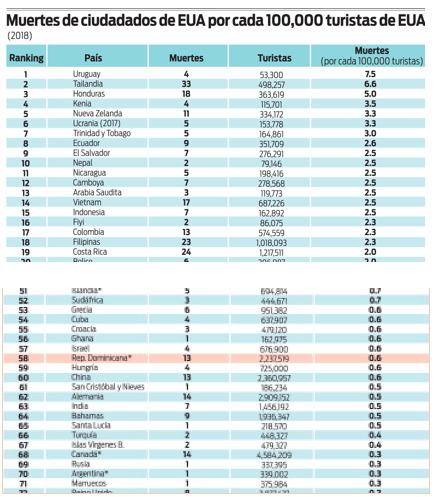 Muertes de ciudadados de EUA por cada 100,000 turistas de EUA
(2018)
Ranking País Muertes Turistas Muertes (por cada 100,000 turistas)
1 Uruguay 4 53,300 7.5
2 Tailandia 33 498,257 6.6
3 Honduras 18 363,619 5.0
4 Kenia 4 115,701 3.5
5 Nueva Zelanda 11 334,172 3.3
6 Ucrania (2017) 5 153,778 3.3
7 Trinidad y Tobago 5 164,861 3.0
8 Ecuador 9 351,709 2.6
9 El Salvador 7 276,291 2.5
10 Nepal 2 79,146 2.5
11 Nicaragua 5 198,416 2.5
12 Camboya 7 278,568 2.5
13 Arabia Saudita 3 119,773 2.5
14 Vietnam 17 687,226 2.5
15 Indonesia 7 162,892 2.5
16 Fiyi 2 86,075 2.3
17 Colombia 13 574,559 2.3
18 Filipinas 23 1,018,093 2.3
19 Costa Rica 24 1,217,511 2.0
20 Belice 6 2.0
51 Islandia* 5 694,814 0.7
52 Sudáfrica 3 444,671 0.7
53 Grecia 6 951,382 0.6
54 Cuba 4 637,907 0.6
55 Croacia 3 479,120 0.6
56 Ghana 1 162,975 0.6
57 Israel 4 676,900 0.6
58 Rep. Dominicana* 13 2,237,519 0.6
59 Hungría 4 725,000 0.6
60 China 13 2,360,957 0.6
61 San Cristóbal y Nieves 1 186,234 0.5
62 Alemania 14 2,909,152 0.5
63 India 7 1,456,192 0.5
64 Bahamas 9 1,936,347 0.5
65 Santa Lucía 1 218,570 0.5
66 Turquía 2 448,327 0.4
67 Islas Vírgenes B. 2 479,327 0.4
68 Canadá* 14 4,584,209 0.3
69 Rusia 1 337,395 0.3
70 Argentina* 1 339,002 0.3
71 Marruecos 1 375,984 0.3
72 Reino Unido 8